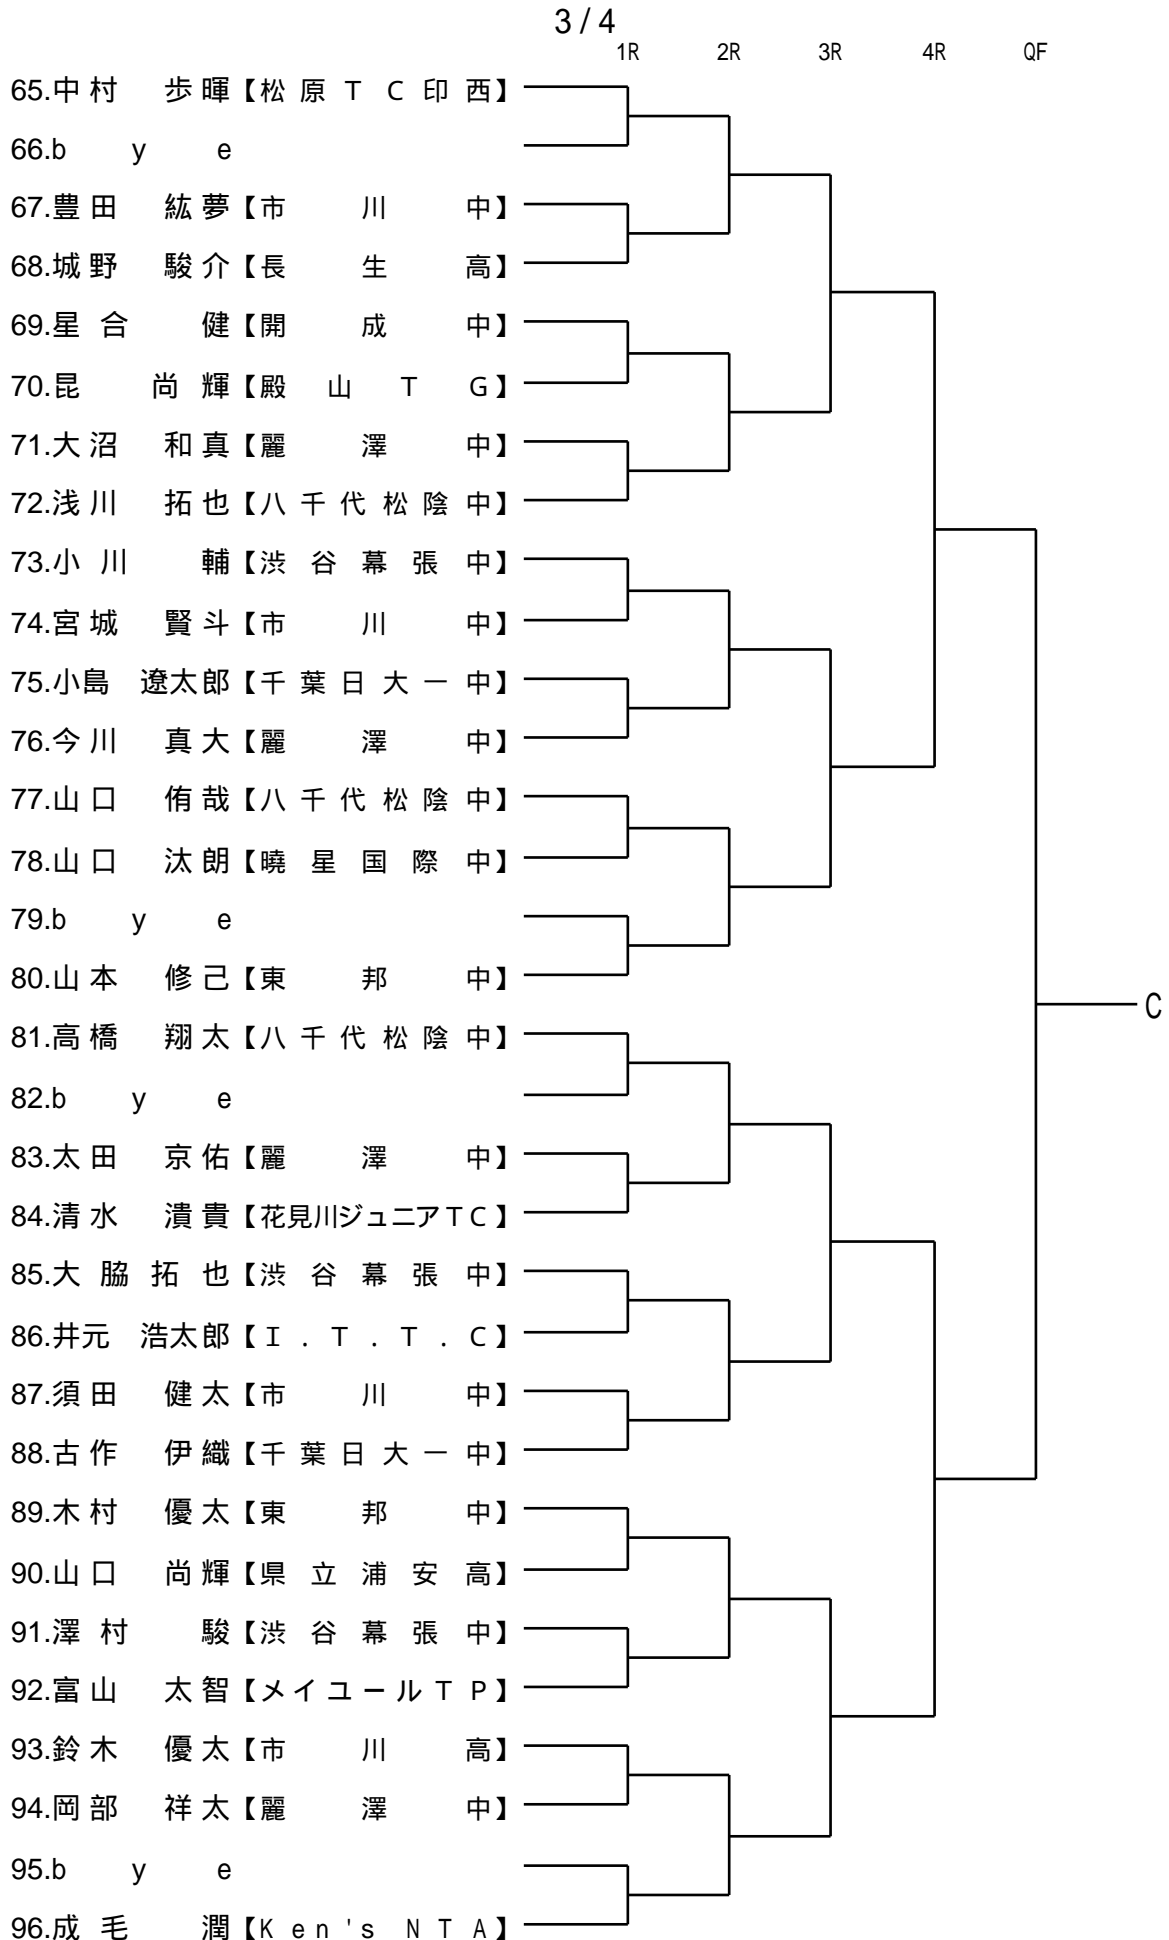 3 / 4
1R 2R 3R 4R QF
65.中村 歩暉【松原TC印西】
66.bye
67.豊田 紘夢【市川中】
68.城野 駿介【長生高】
69.星合 健【開成中】
70.昆 尚輝【殿山TG】
71.大沼 和真【麗澤中】
72.浅川 拓也【八千代松陰中】
73.小川 輔【渋谷幕張中】
74.宮城 賢斗【市川中】
75.小島 遼太郎【千葉日大一中】
76.今川 真大【麗澤中】
77.山口 侑哉【八千代松陰中】
78.山口 汰朗【曉星国際中】
79.bye
80.山本 修己【東邦中】
C
81.高橋 翔太【八千代松陰中】
82.bye
83.太田 京佑【麗澤中】
84.清水 潰貴【花見川ジュニアTC】
85.大脇拓也【渋谷幕張中】
86.井元 浩太郎【I.T.T.C】
87.須田 健太【市川中】
88.古作 伊織【千葉日大一中】
89.木村 優太【東邦中】
90.山口 尚輝【県立浦安高】
91.澤村 駿【渋谷幕張中】
92.富山 太智【メイユールTP】
93.鈴木 優太【市川高】
94.岡部 祥太【麗澤中】
95.bye
96.成毛 潤【Ken's NTA】